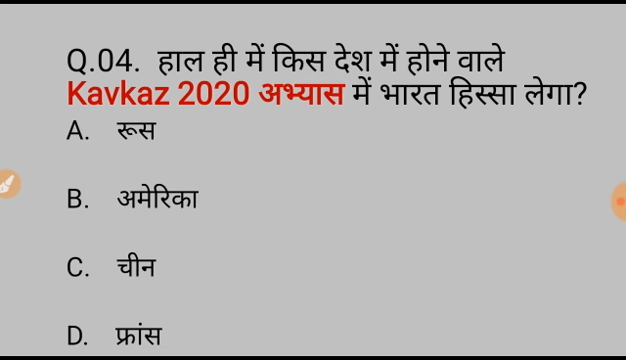 Q.04. हाल ही में किस देश में होने वाले
Kavkaz 2020 अभ्यास में भारत हिस्सा लेगा?
A. रूस
B. अमेरिका
C. चीन
D. फ्रांस